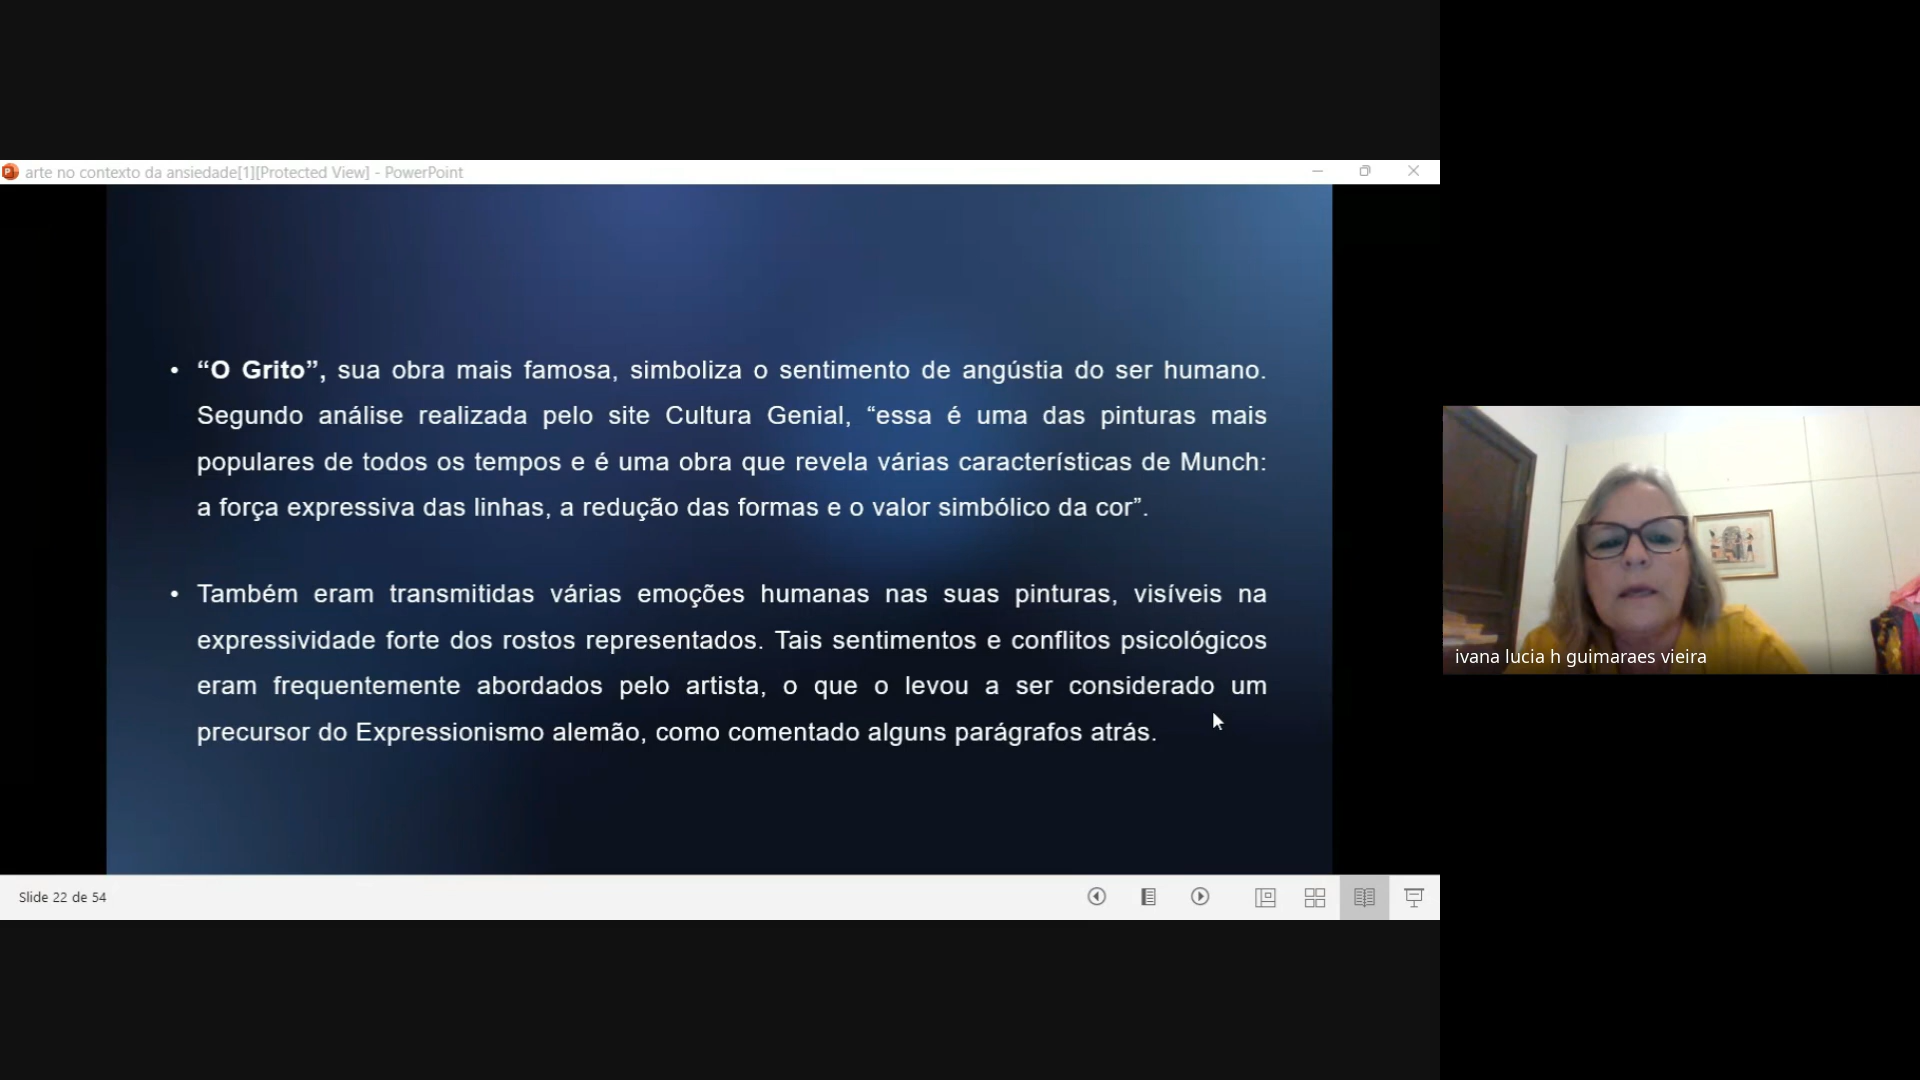 arte no contexto da ansiedade[1][Protected View] - PowerPoint
• “O Grito”, sua obra mais famosa, simboliza o sentimento de angústia do ser humano.
Segundo análise realizada pelo site Cultura Genial, “essa é uma das pinturas mais
populares de todos os tempos e é uma obra que revela várias características de Munch:
a força expressiva das linhas, a redução das formas e o valor simbólico da cor”.
• Também eram transmitidas várias emoções humanas nas suas pinturas, visíveis na
expressividade forte dos rostos representados. Tais sentimentos e conflitos psicológicos
eram frequentemente abordados pelo artista, o que o levou a ser considerado um
precursor do Expressionismo alemão, como comentado alguns parágrafos atrás.
ivana lucia h guimaraes vieira
Slide 22 de 54